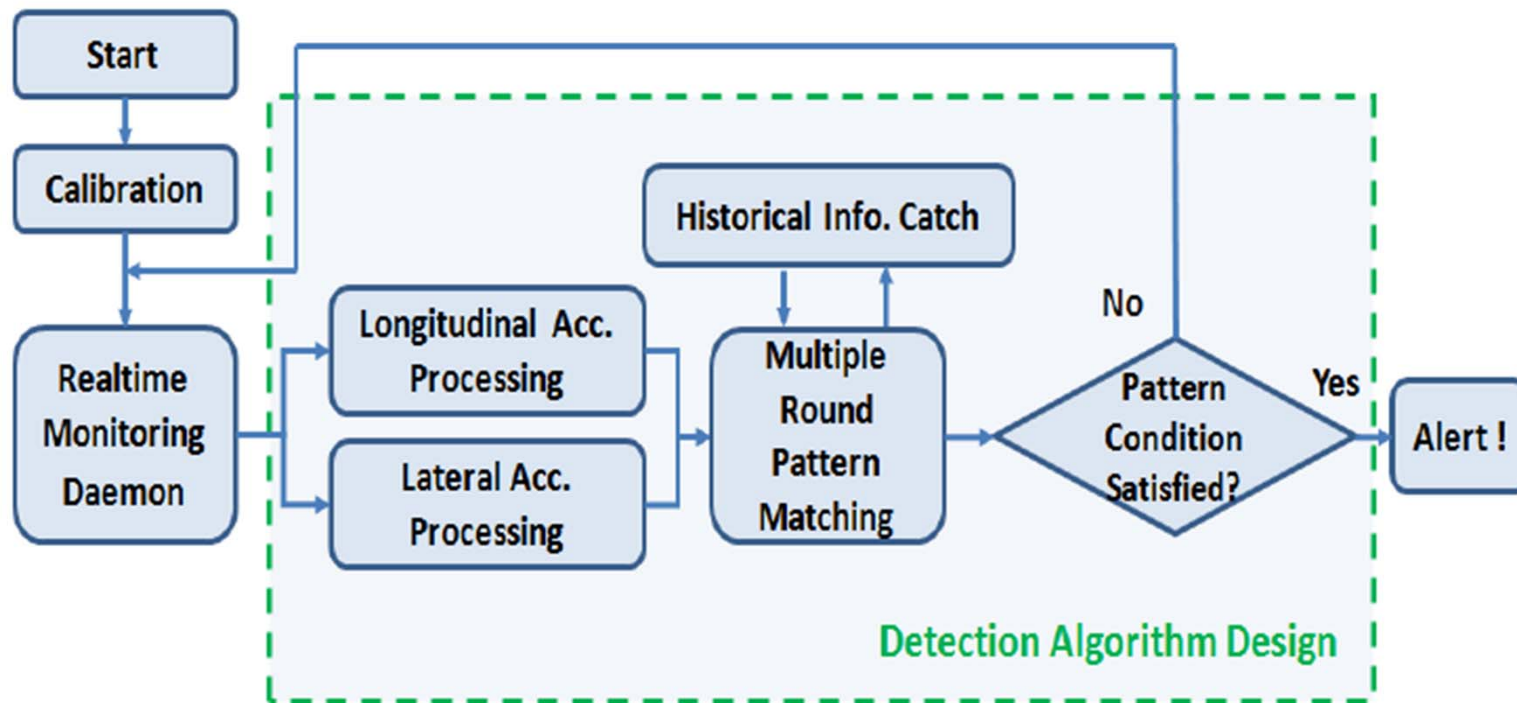 Start
Calibration
Realtime
Monitoring
Daemon
Longitudinal Acc.
Processing
Lateral Acc.
Processing
Historical Info. Catch
Multiple
Round
Pattern
Matching
No
Pattern
Condition
Satisfied?
Yes
Alert !
Detection Algorithm Design